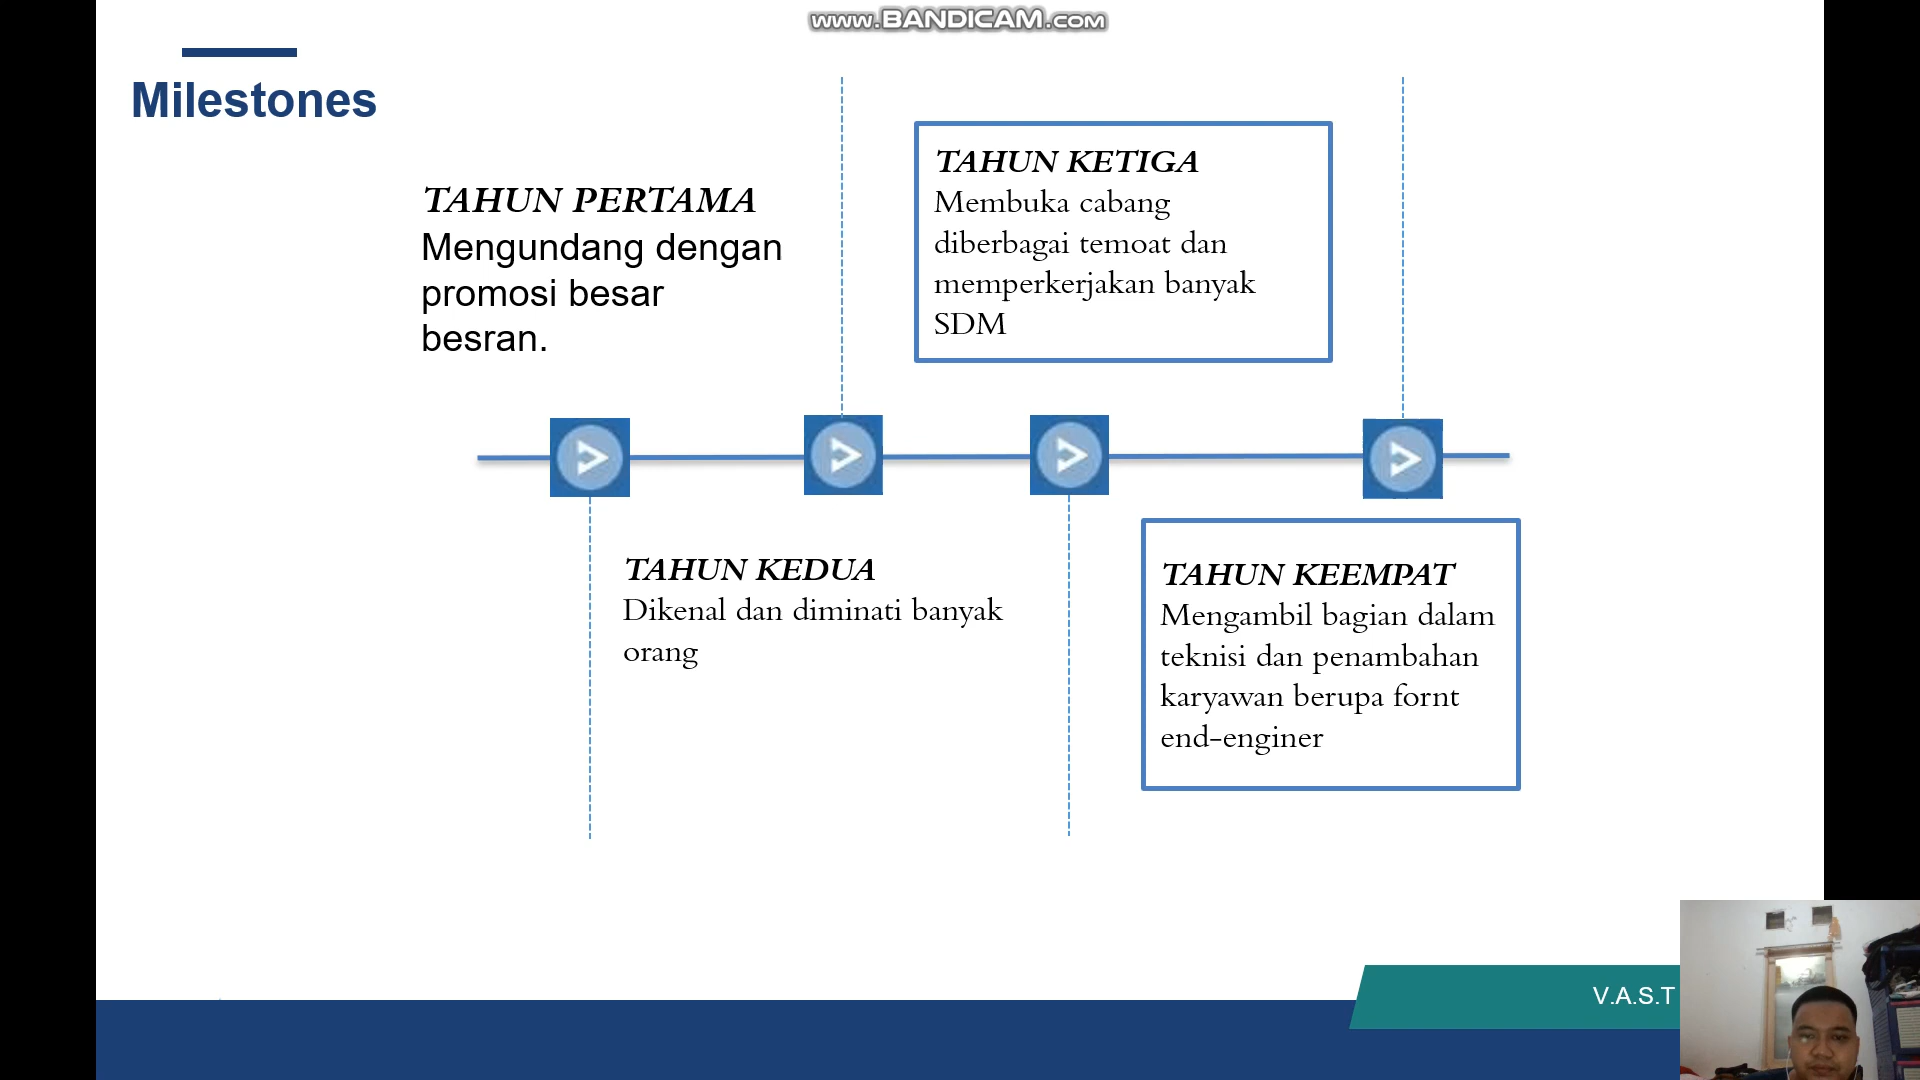 www.BANDICAM.com
Milestones
TAHUN PERTAMA
Mengundang dengan
promosi besar
besran.
TAHUN KETIGA
Membuka cabang
diberbagai temoat dan
memperkerjakan banyak
SDM
TAHUN KEDUA
Dikenal dan diminati banyak
orang
TAHUN KEEMPAT
Mengambil bagian dalam
teknisi dan penambahan
karyawan berupa fornt
end-enginer
V.A.S.T